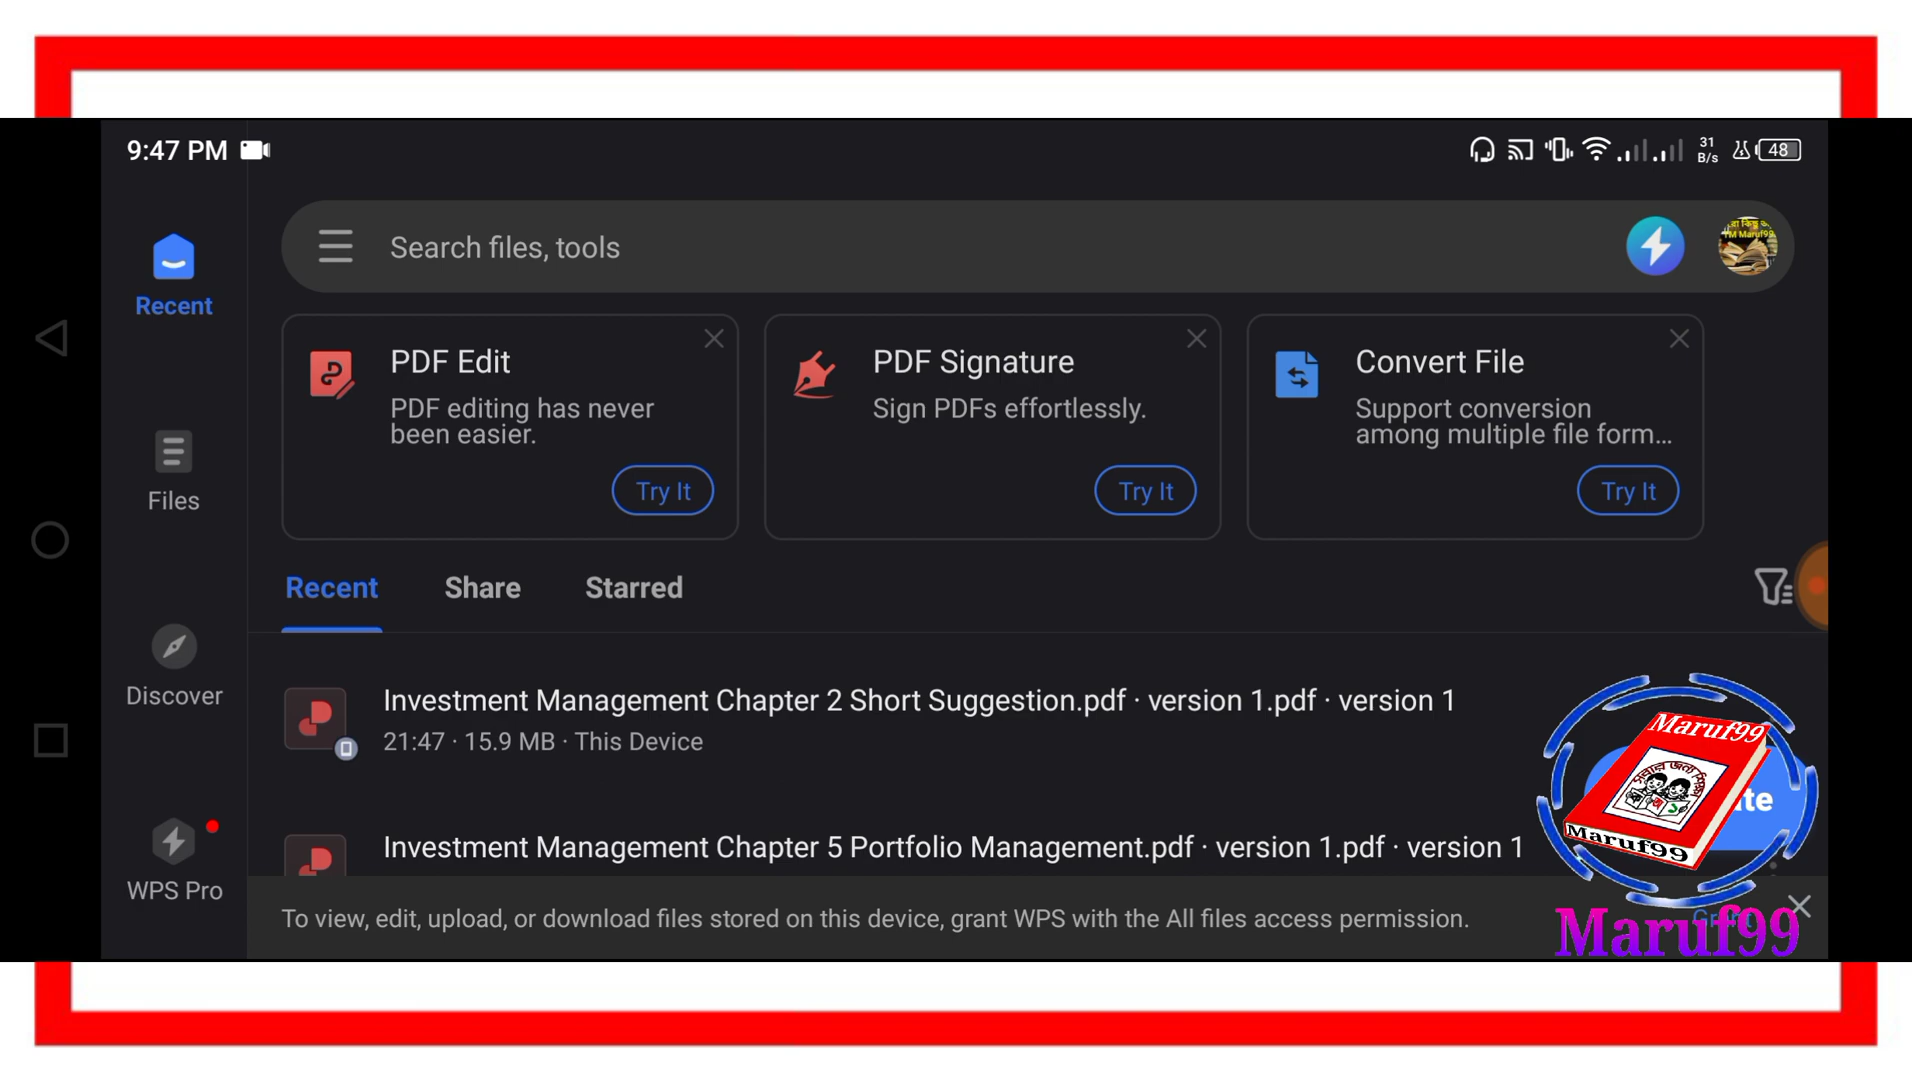 9:47 PM
31
B/s
48
Search files, tools
TM Maruf99
Recent
Files
Discover
WPS Pro
PDF Edit
PDF editing has never
been easier.
Try It
PDF Signature
Sign PDFs effortlessly.
Try It
Convert File
Support conversion
among multiple file form...
Try It
Recent Share Starred
Investment Management Chapter 2 Short Suggestion.pdf · version 1.pdf · version 1
21:47 · 15.9 MB · This Device
Investment Management Chapter 5 Portfolio Management.pdf · version 1.pdf · version 1
To view, edit, upload, or download files stored on this device, grant WPS with the All files access permission.
Maruf99
সবার জন্য শিক্ষা
Maruf99
Maruf99